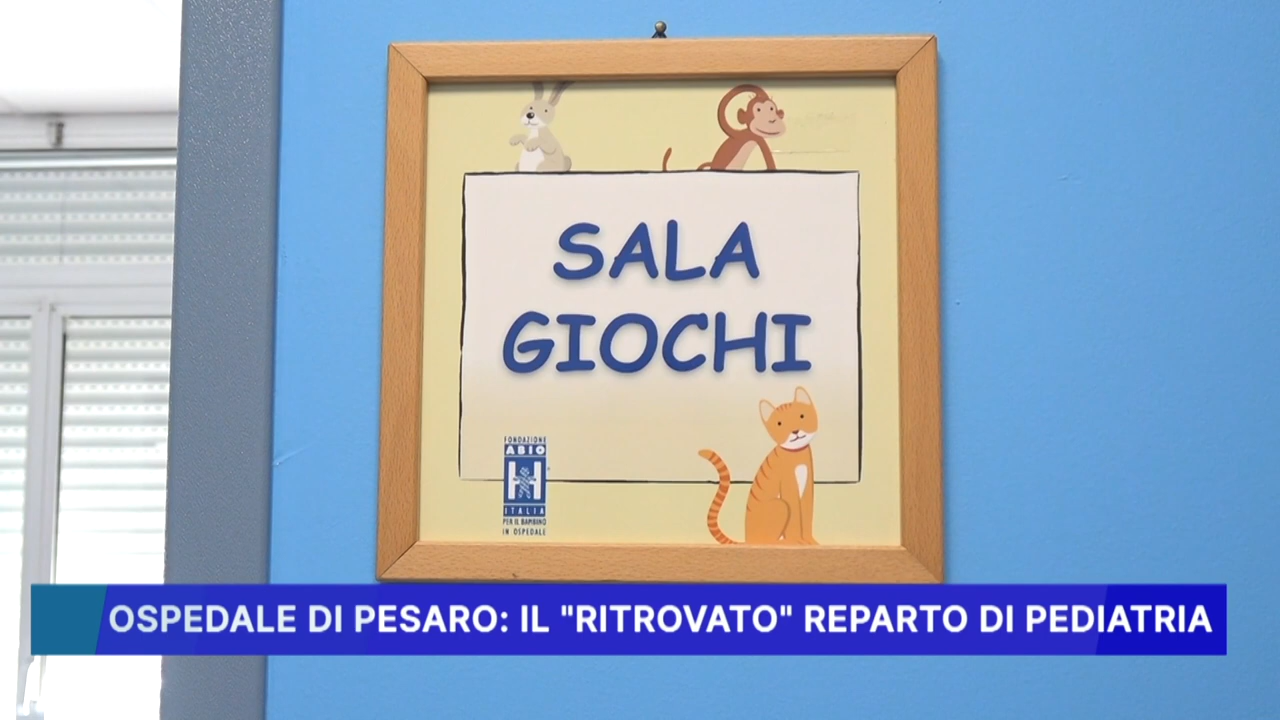 SALA
GIOCHI
FONDAZIONE
ABIO
H
ITALIA
PER IL BAMBINO
IN OSPEDALE
OSPEDALE DI PESARO: IL "RITROVATO" REPARTO DI PEDIATRIA